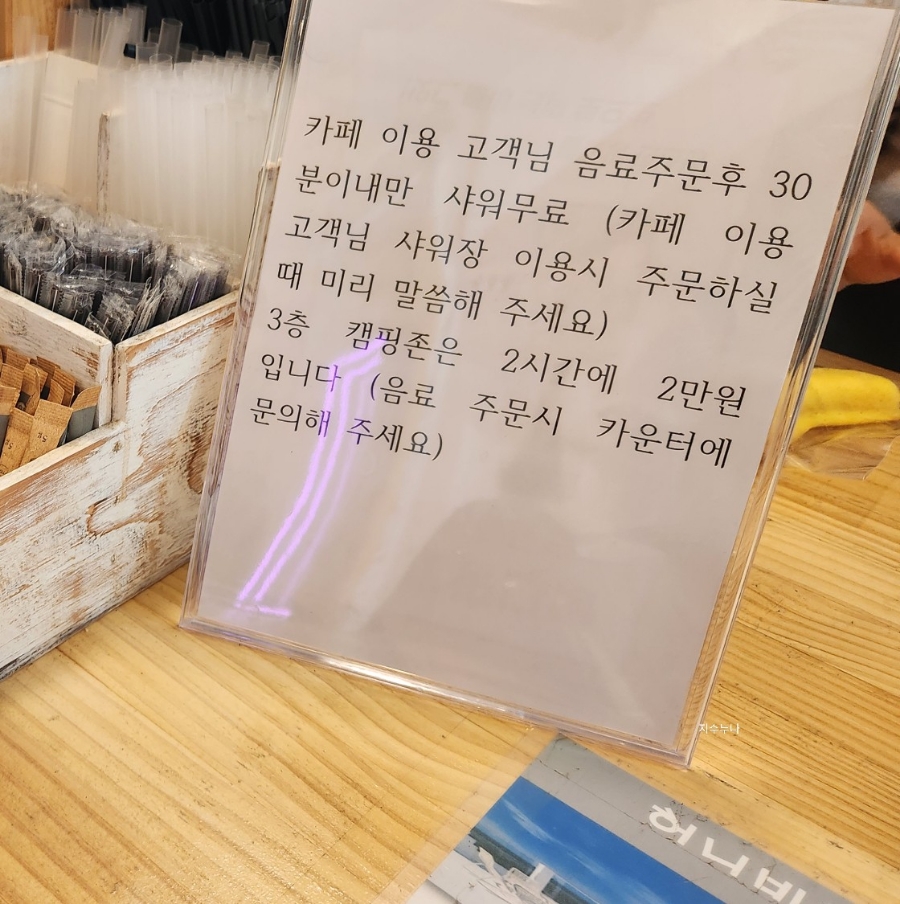 카페 이용 고객님 음료주문후 30
분이내만 샤워무료 (카페 이용
고객님 샤워장 이용시 주문하실
때 미리 말씀해 주세요)
3층 캠핑존은 2시간에 2만원
입니다 (음료 주문시 카운터에
문의해 주세요)
허니비